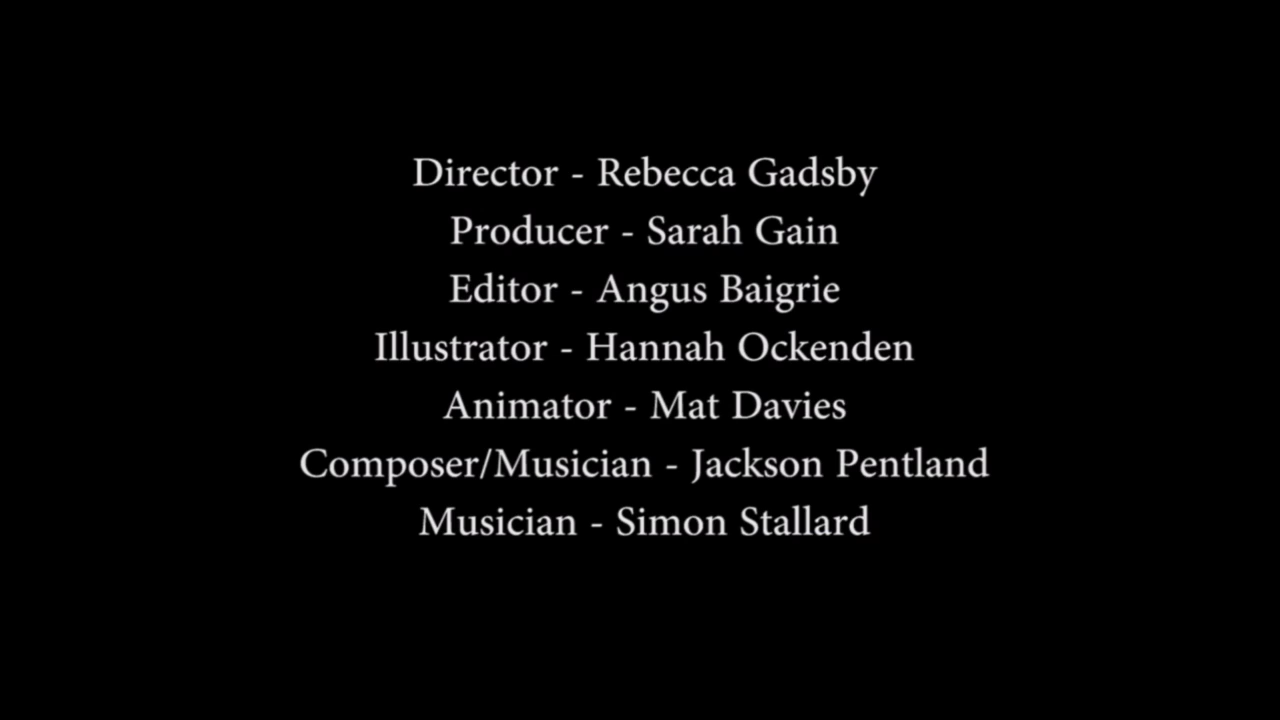 Director - Rebecca Gadsby
Producer - Sarah Gain
Editor - Angus Baigrie
Illustrator - Hannah Ockenden
Animator - Mat Davies
Composer/Musician - Jackson Pentland
Musician - Simon Stallard